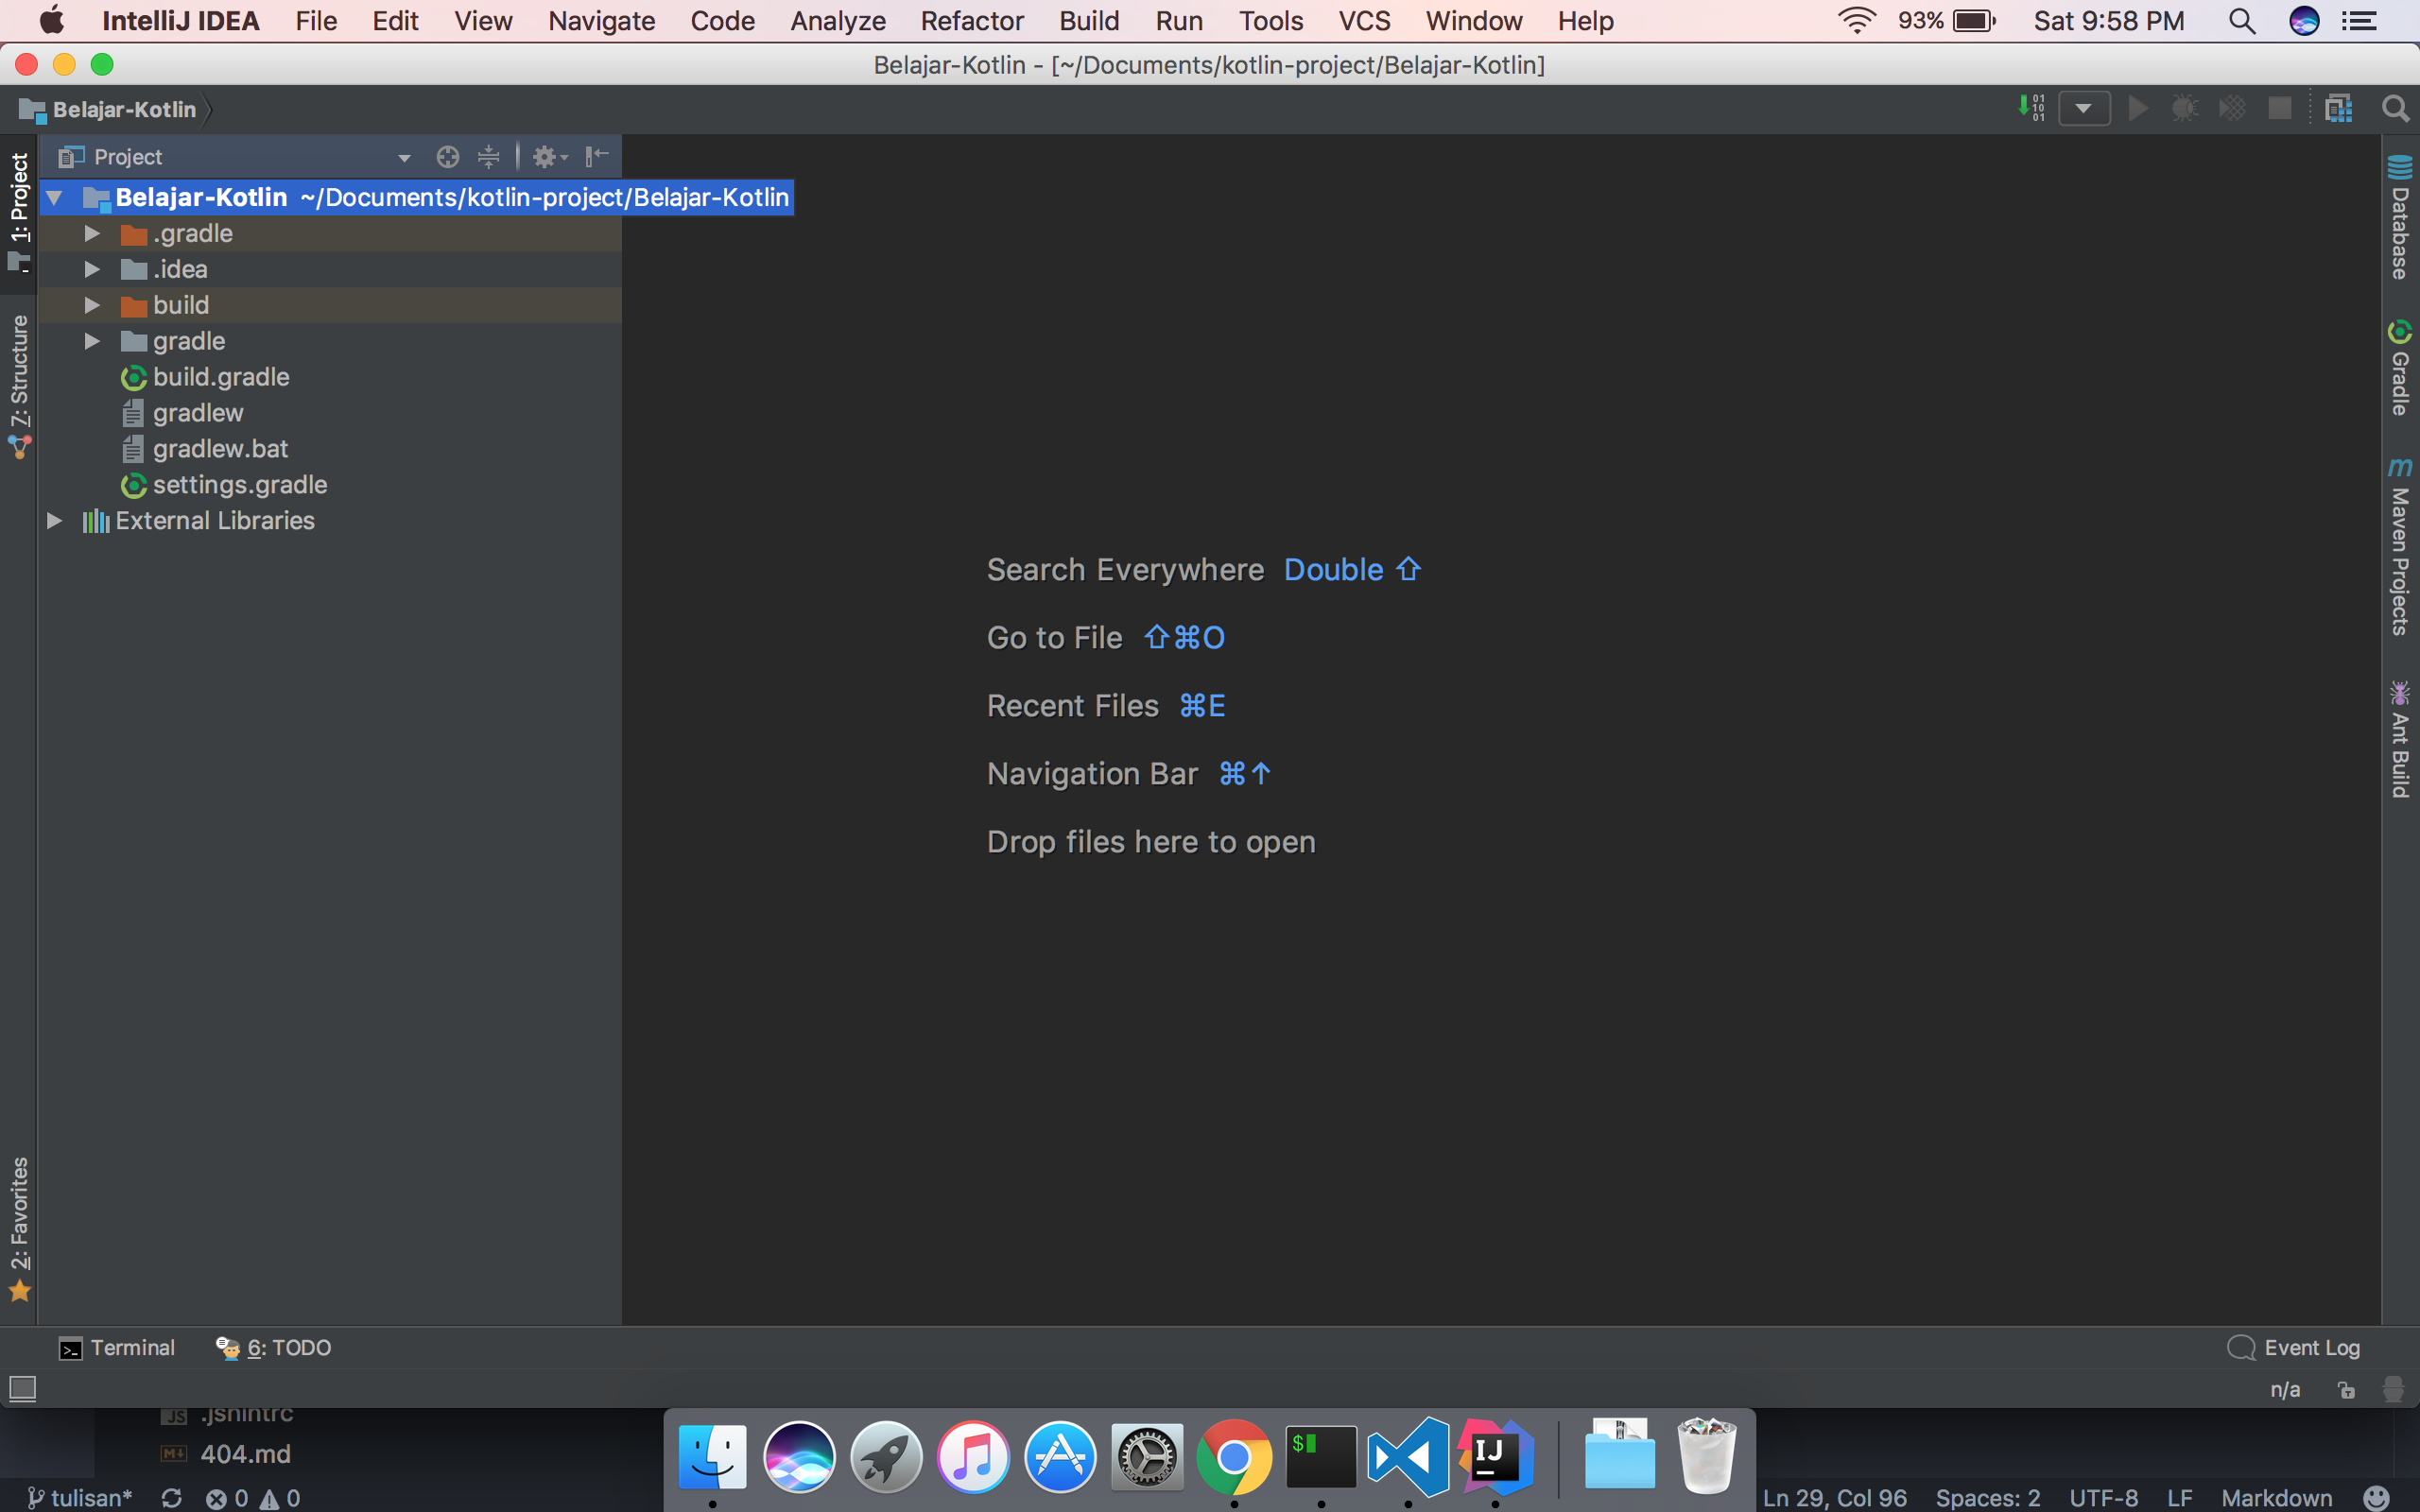 IntelliJ IDEA File Edit View Navigate Code Analyze Refactor Build Run Tools VCS Window Help 93% Sat 9:58 PM
Belajar-Kotlin - [~/Documents/kotlin-project/Belajar-Kotlin]
Belajar-Kotlin
Project
Belajar-Kotlin ~/Documents/kotlin-project/Belajar-Kotlin
.gradle
.idea
build
gradle
build.gradle
gradlew
gradlew.bat
settings.gradle
External Libraries
1: Project
7: Structure
2: Favorites
Search Everywhere Double ⇧
Go to File ⇧⌘O
Recent Files ⌘E
Navigation Bar ⌘↑
Drop files here to open
Database
Gradle
m Maven Projects
Ant Build
Terminal 6: TODO Event Log
n/a
JS .jshintrc
M↓ 404.md
$ IJ
tulisan* 0 0 Ln 29, Col 96 Spaces: 2 UTF-8 LF Markdown